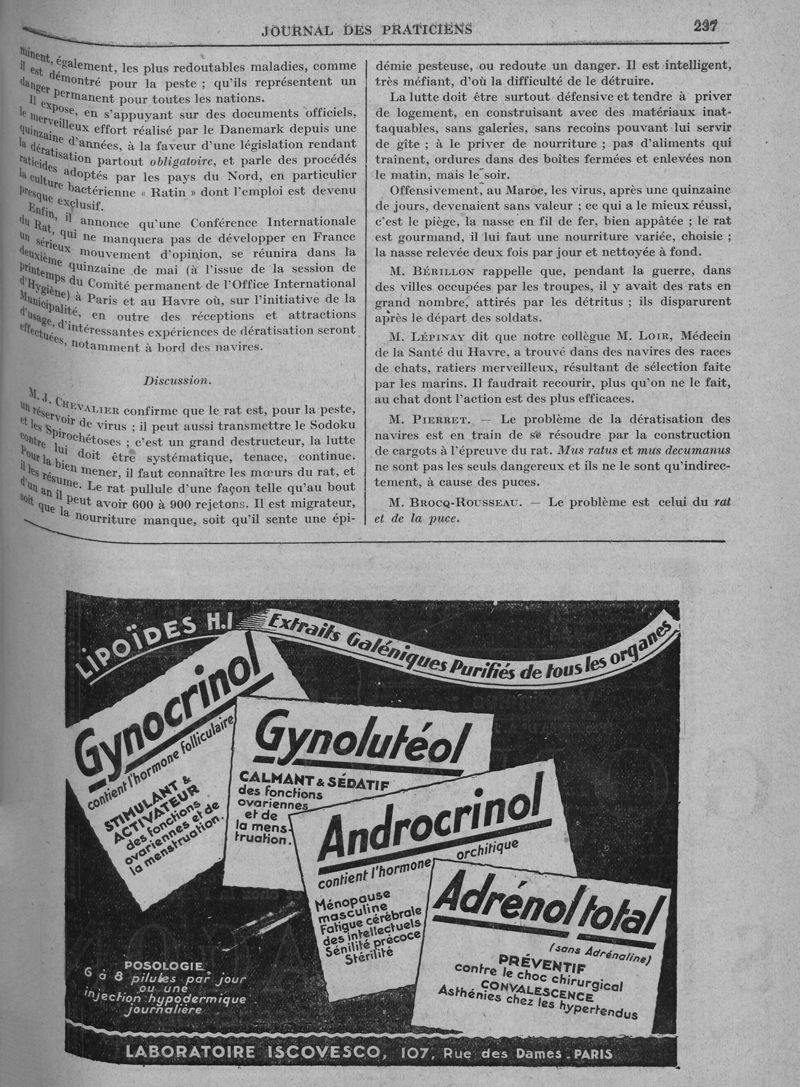 JOURNAL DES PRATICIENS
237
minent, également, les plus redoutables maladies, comme
il est démontré pour la peste ; qu'ils représentent un
danger permanent pour toutes les nations.
Il expose, en s'appuyant sur des documents officiels,
le merveilleux effort réalisé par le Danemark depuis une
quinzaine d'années, à la faveur d'une législation rendant
la dératisation partout obligatoire, et parle des procédés
raticides adoptés par les pays du Nord, en particulier
la culture bactérienne « Ratin » dont l'emploi est devenu
presque exclusif.
Enfin, il annonce qu'une Conférence Internationale
du Rat, qui ne manquera pas de développer en France
un sérieux mouvement d'opinion, se réunira dans la
deuxième quinzaine de mai (à l'issue de la session de
printemps du Comité permanent de l'Office International
d'Hygiène) à Paris et au Havre où, sur l'initiative de la
Municipalité, en outre des réceptions et attractions
d'usage, d'intéressantes expériences de dératisation seront
effectuées, notamment à bord des navires.
Discussion.
M. J. CHEVALIER confirme que le rat est, pour la peste,
un réservoir de virus ; il peut aussi transmettre le Sodoku
et les Spirochétoses ; c'est un grand destructeur, la lutte
contre lui doit être systématique, tenace, continue.
Pour la bien mener, il faut connaître les mœurs du rat, et
il les résume. Le rat pullule d'une façon telle qu'au bout
d'un an il peut avoir 600 à 900 rejetons. Il est migrateur,
soit que la nourriture manque, soit qu'il sente une épi-
démie pesteuse, ou redoute un danger. Il est intelligent,
très méfiant, d'où la difficulté de le détruire.
La lutte doit être surtout défensive et tendre à priver
de logement, en construisant avec des matériaux inat-
taquables, sans galeries, sans recoins pouvant lui servir
de gîte ; à le priver de nourriture ; pas d'aliments qui
traînent, ordures dans des boîtes fermées et enlevées non
le matin, mais le soir.
Offensivement, au Maroc, les virus, après une quinzaine
de jours, devenaient sans valeur ; ce qui a le mieux réussi,
c'est le piège, la nasse en fil de fer, bien appâtée ; le rat
est gourmand, il lui faut une nourriture variée, choisie ;
la nasse relevée deux fois par jour et nettoyée à fond.
M. BÉRILLON rappelle que, pendant la guerre, dans
des villes occupées par les troupes, il y avait des rats en
grand nombre, attirés par les détritus ; ils disparurent
après le départ des soldats.
M. LÉPINAY dit que notre collègue M. LOIR, Médecin
de la Santé du Havre, a trouvé dans des navires des races
de chats, ratiers merveilleux, résultant de sélection faite
par les marins. Il faudrait recourir, plus qu'on ne le fait,
au chat dont l'action est des plus efficaces.
M. PIERRET. — Le problème de la dératisation des
navires est en train de se résoudre par la construction
de cargots à l'épreuve du rat. Mus ratus et mus decumanus
ne sont pas les seuls dangereux et ils ne le sont qu'indirec-
tement, à cause des puces.
M. BROCQ-ROUSSEAU. — Le problème est celui du rat
et de la puce.
LIPOÏDES H.I
Extraits Galéniques Purifiés de tous les organes
Gynocrinol
contient l'hormone folliculaire
STIMULANT &
ACTIVATEUR
des fonctions
ovariennes et de
la menstruation.
Gynolutéol
CALMANT & SÉDATIF
des fonctions
ovariennes
et de
la mens-
truation.
Androcrinol
contient l'hormone orchitique
Ménopause
masculine
Fatigue cérébrale
des intellectuels
Sénilité précoce
Stérilité
Adrénol total
(sans Adrénaline)
PRÉVENTIF
contre le choc chirurgical
CONVALESCENCE
Asthénies chez les hypertendus
POSOLOGIE
6 à 8 pilules par jour
ou une
injection hypodermique
journalière
LABORATOIRE ISCOVESCO, 107, Rue des Dames - PARIS